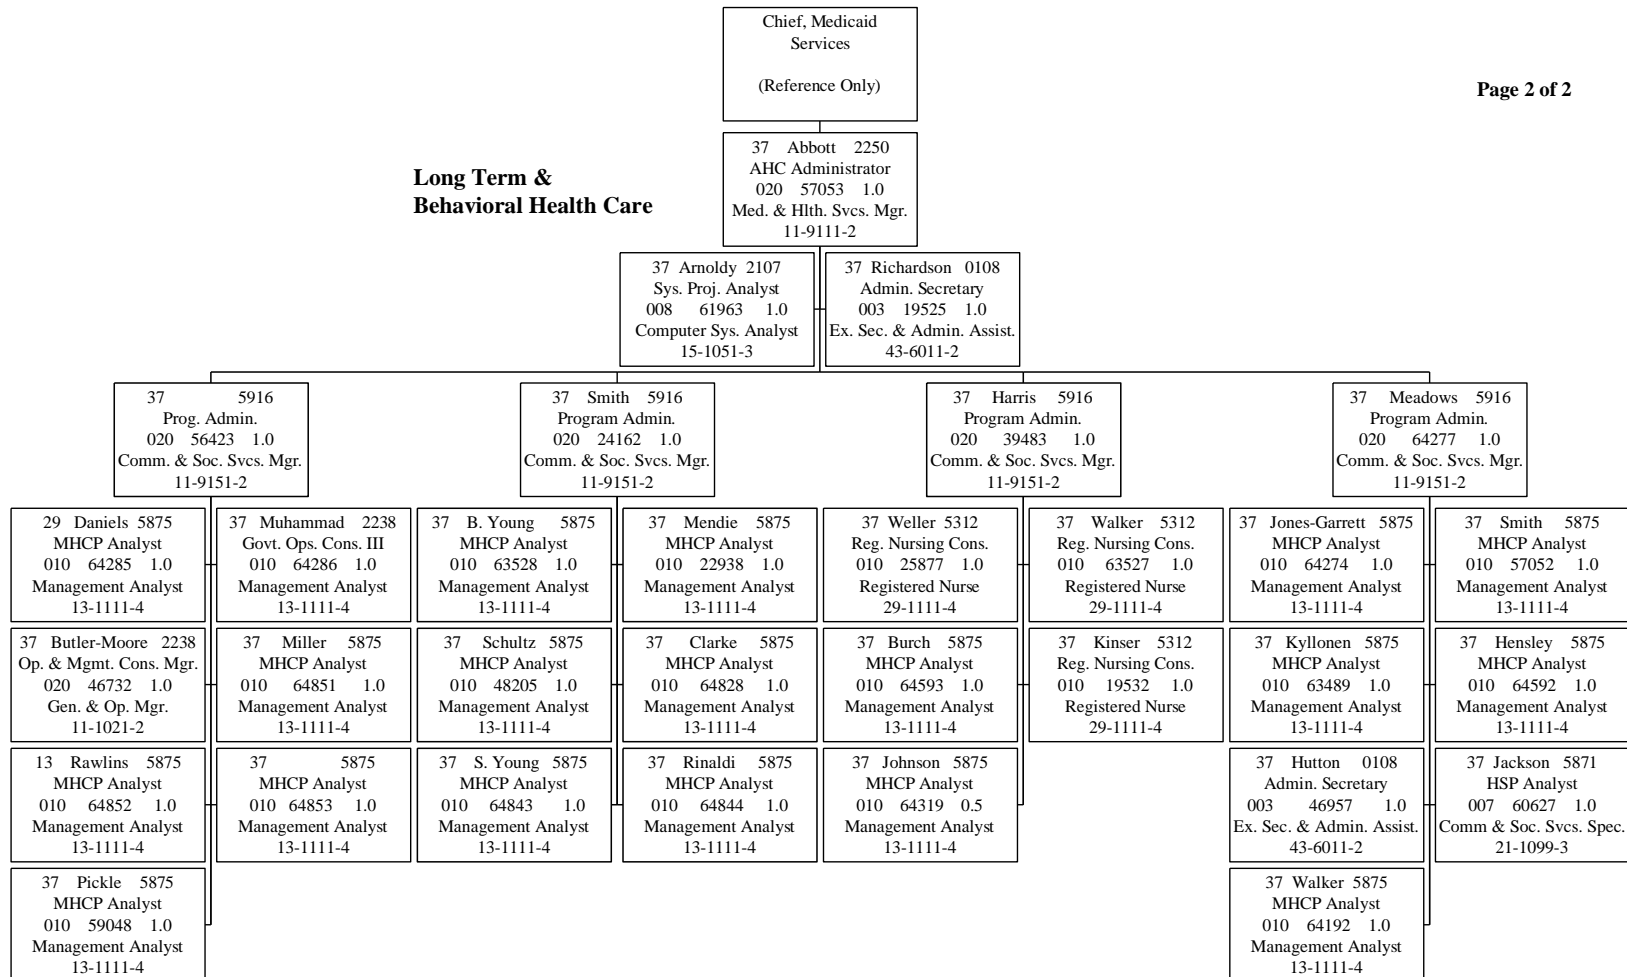 Chief, Medicaid
Services
(Reference Only)
Page 2 of 2
37 Abbott 2250
AHC Administrator
020 57053 1.0
Med. & Hlth. Svcs. Mgr.
11-9111-2
Long Term &
Behavioral Health Care
37 Arnoldy 2107
Sys. Proj. Analyst
008 61963 1.0
Computer Sys. Analyst
15-1051-3
37 Richardson 0108
Admin. Secretary
003 19525 1.0
Ex. Sec. & Admin. Assist.
43-6011-2
37 5916
Prog. Admin.
020 56423 1.0
Comm. & Soc. Svcs. Mgr.
11-9151-2
37 Smith 5916
Program Admin.
020 24162 1.0
Comm. & Soc. Svcs. Mgr.
11-9151-2
37 Harris 5916
Program Admin.
020 39483 1.0
Comm. & Soc. Svcs. Mgr.
11-9151-2
37 Meadows 5916
Program Admin.
020 64277 1.0
Comm. & Soc. Svcs. Mgr.
11-9151-2
29 Daniels 5875
MHCP Analyst
010 64285 1.0
Management Analyst
13-1111-4
37 Muhammad 2238
Govt. Ops. Cons. III
010 64286 1.0
Management Analyst
13-1111-4
37 B. Young 5875
MHCP Analyst
010 63528 1.0
Management Analyst
13-1111-4
37 Mendie 5875
MHCP Analyst
010 22938 1.0
Management Analyst
13-1111-4
37 Weller 5312
Reg. Nursing Cons.
010 25877 1.0
Registered Nurse
29-1111-4
37 Walker 5312
Reg. Nursing Cons.
010 63527 1.0
Registered Nurse
29-1111-4
37 Jones-Garrett 5875
MHCP Analyst
010 64274 1.0
Management Analyst
13-1111-4
37 Smith 5875
MHCP Analyst
010 57052 1.0
Management Analyst
13-1111-4
37 Butler-Moore 2238
Op. & Mgmt. Cons. Mgr.
020 46732 1.0
Gen. & Op. Mgr.
11-1021-2
37 Miller 5875
MHCP Analyst
010 64851 1.0
Management Analyst
13-1111-4
37 Schultz 5875
MHCP Analyst
010 48205 1.0
Management Analyst
13-1111-4
37 Clarke 5875
MHCP Analyst
010 64828 1.0
Management Analyst
13-1111-4
37 Burch 5875
MHCP Analyst
010 64593 1.0
Management Analyst
13-1111-4
37 Kinser 5312
Reg. Nursing Cons.
010 19532 1.0
Registered Nurse
29-1111-4
37 Kyllonen 5875
MHCP Analyst
010 63489 1.0
Management Analyst
13-1111-4
37 Hensley 5875
MHCP Analyst
010 64592 1.0
Management Analyst
13-1111-4
13 Rawlins 5875
MHCP Analyst
010 64852 1.0
Management Analyst
13-1111-4
37 5875
MHCP Analyst
010 64853 1.0
Management Analyst
13-1111-4
37 S. Young 5875
MHCP Analyst
010 64843 1.0
Management Analyst
13-1111-4
37 Rinaldi 5875
MHCP Analyst
010 64844 1.0
Management Analyst
13-1111-4
37 Johnson 5875
MHCP Analyst
010 64319 0.5
Management Analyst
13-1111-4
37 Hutton 0108
Admin. Secretary
003 46957 1.0
Ex. Sec. & Admin. Assist.
43-6011-2
37 Jackson 5871
HSP Analyst
007 60627 1.0
Comm & Soc. Svcs. Spec.
21-1099-3
37 Pickle 5875
MHCP Analyst
010 59048 1.0
Management Analyst
13-1111-4
37 Walker 5875
MHCP Analyst
010 64192 1.0
Management Analyst
13-1111-4